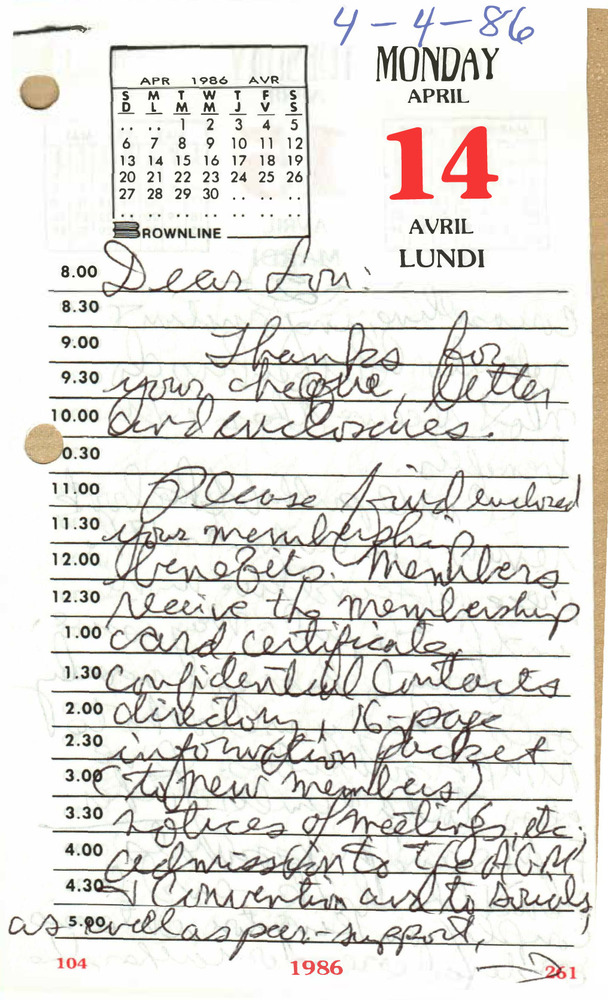 4-4-86
MONDAY
APRIL
14
AVRIL
LUNDI
APR 1986 AVR
S M T W T F S
D L M M J V S
.. .. 1 2 3 4 5
6 7 8 9 10 11 12
13 14 15 16 17 18 19
20 21 22 23 24 25 26
27 28 29 30 .. .. ..
.. .. .. .. .. .. ..
BROWNLINE
8.00 Dear Lou:
8.30
9.00 Thanks for
9.30 your cheque, letter
10.00 and enclosures.
0.30
11.00 Please find enclosed
11.30 your membership
12.00 benefits. Members
12.30 receive the membership
1.00 card, certificate,
1.30 confidential Contacts
2.00 directory, 16-page
2.30 information packet
3.00 (to new members)
3.30 notices of meetings, etc.,
4.00 admission to the AGM
4.30 & Convention and to socials,
5.00 as well as peer-support,
104 1986 261